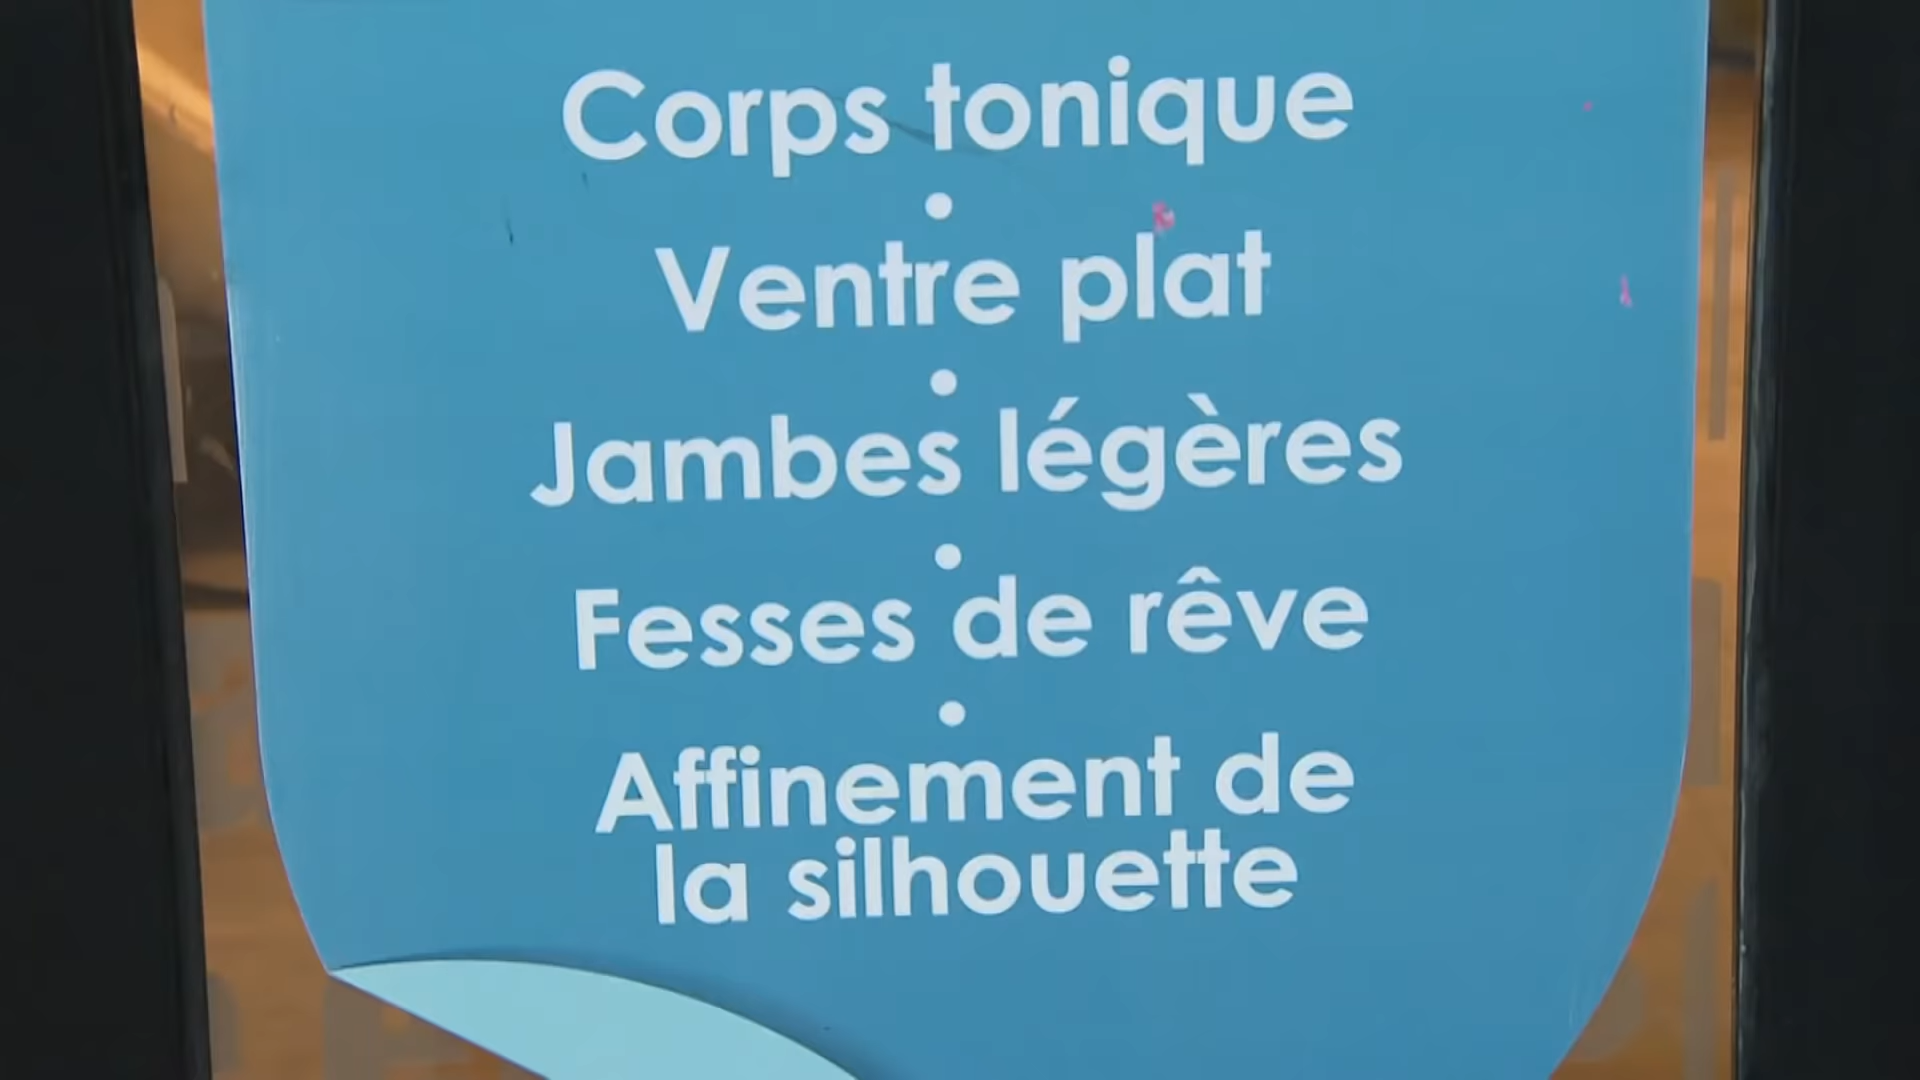 Corps tonique
•
Ventre plat
•
Jambes légères
•
Fesses de rêve
•
Affinement de
la silhouette